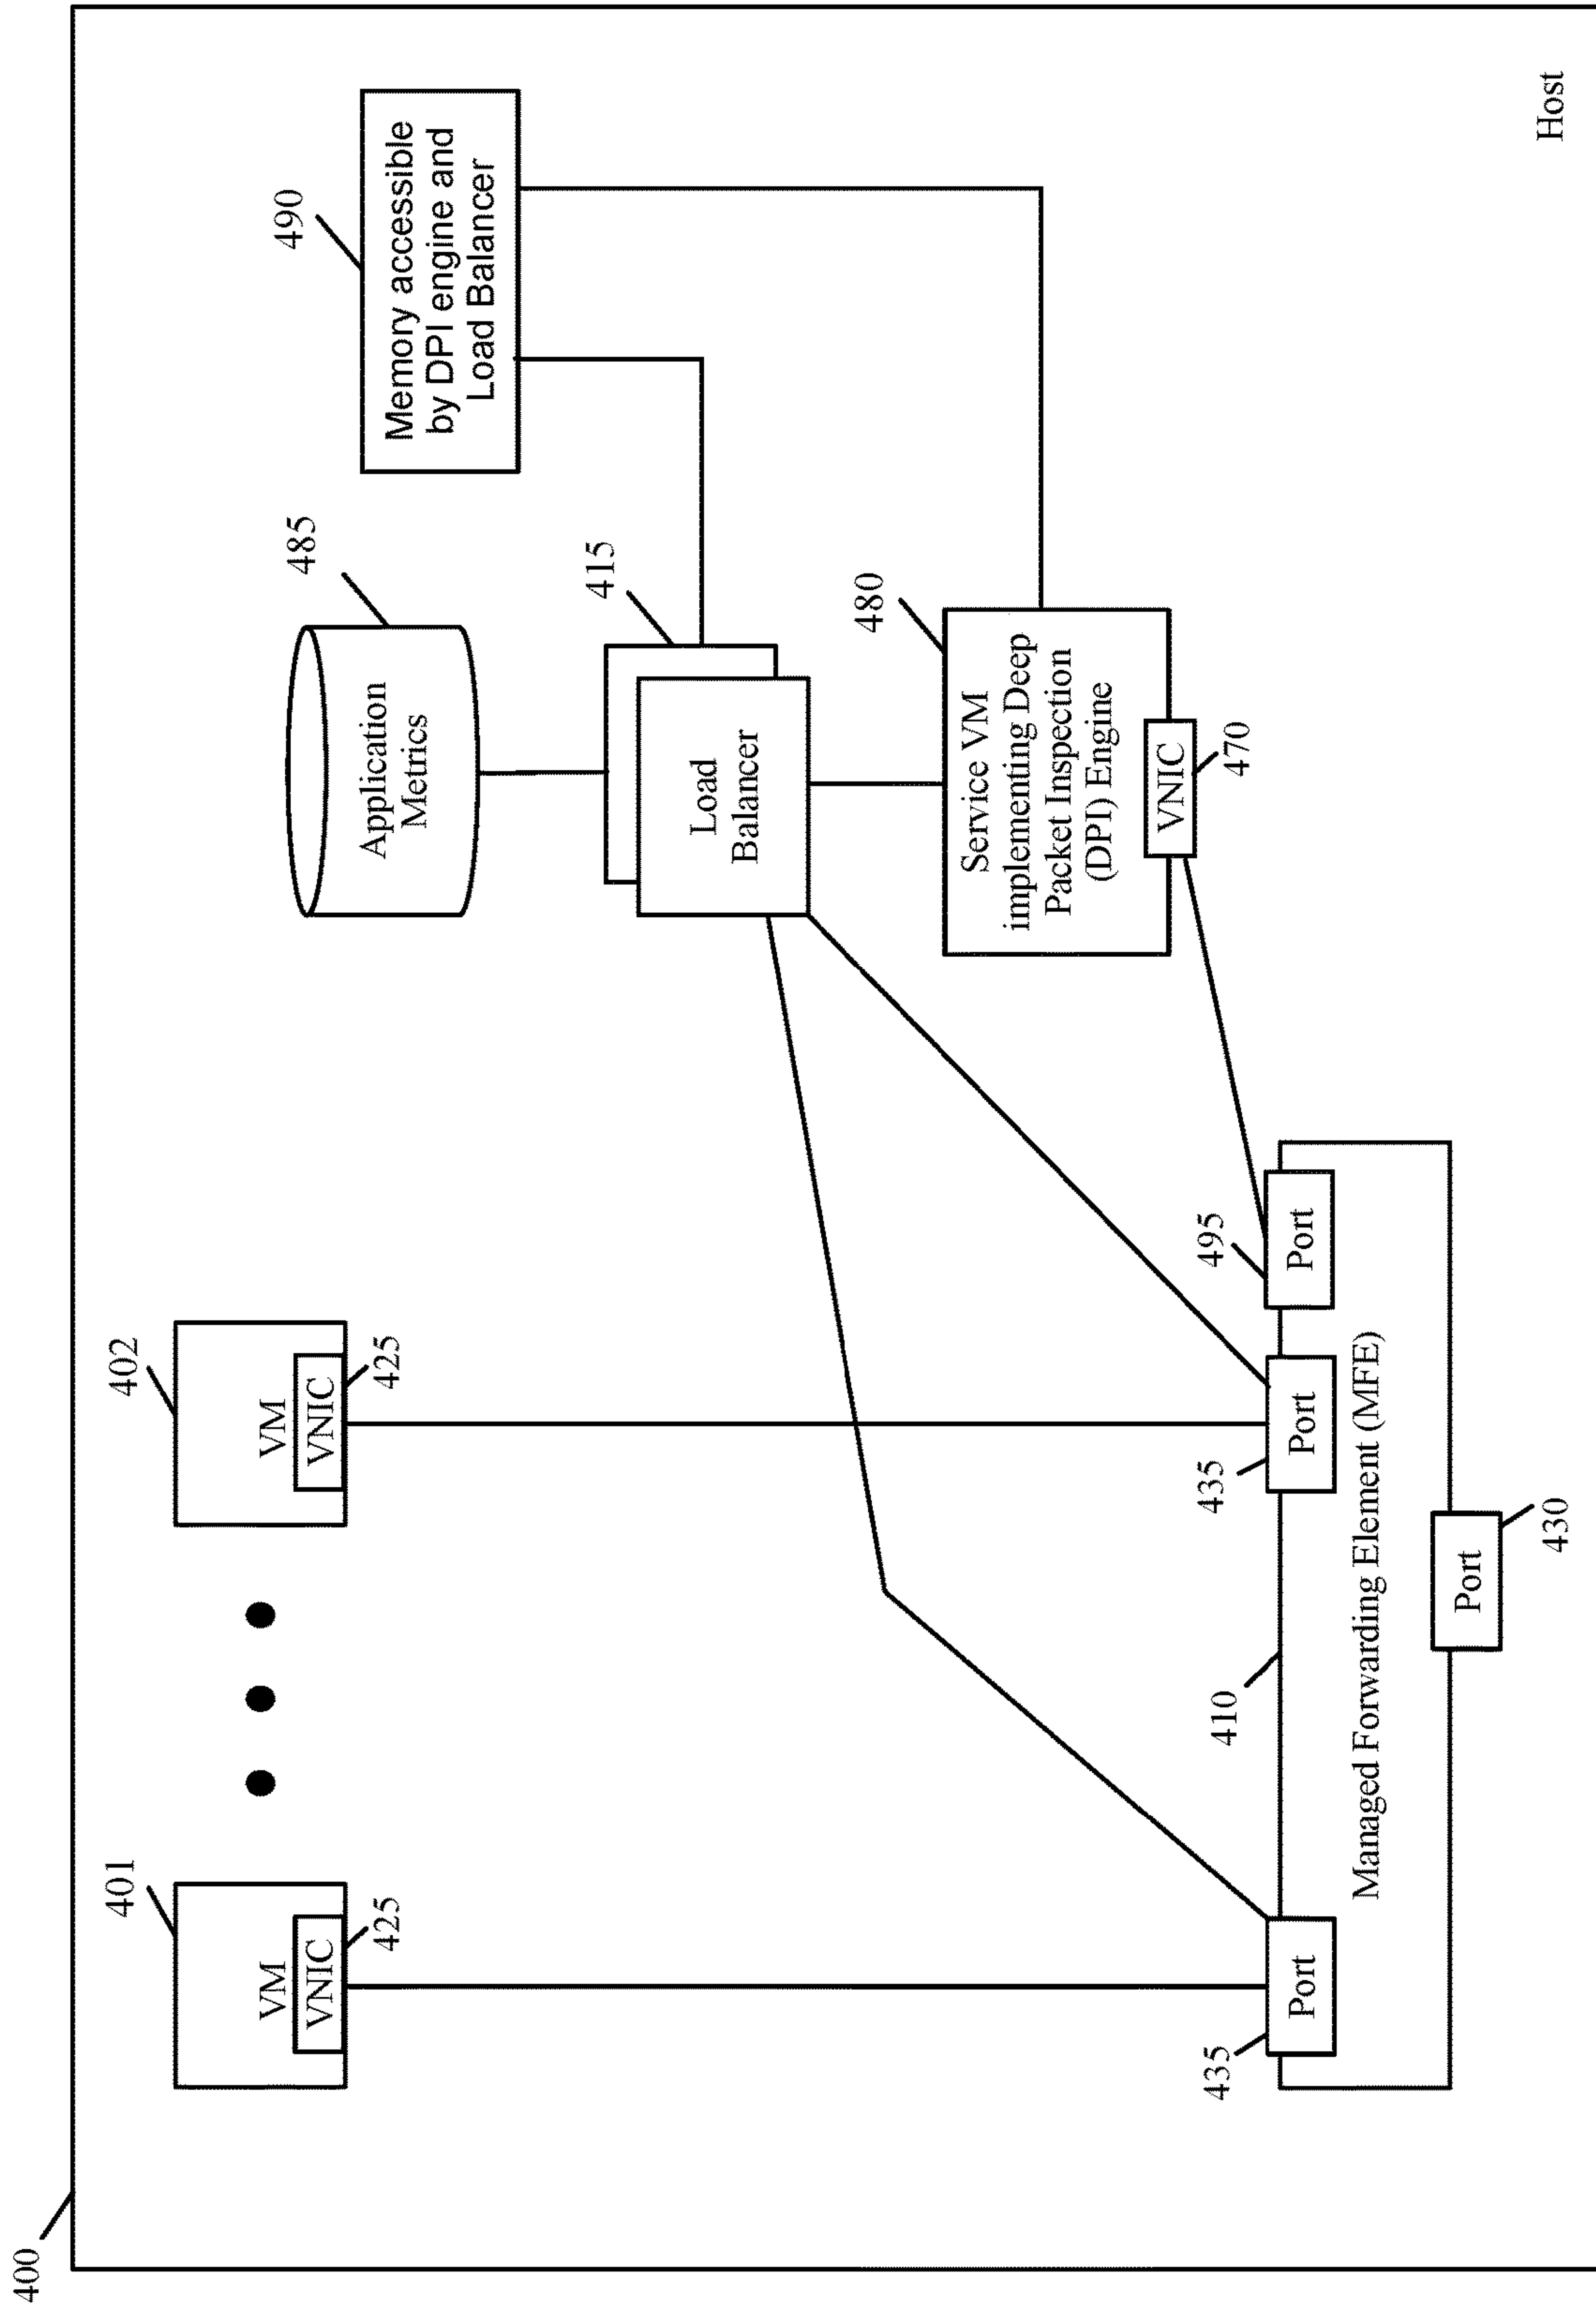 400
401
VM
VNIC
425
402
VM
VNIC
425
485
Application
Metrics
490
Memory accessible
by DPI engine and
Load Balancer
415
Load
Balancer
480
Service VM
implementing Deep
Packet Inspection
(DPI) Engine
VNIC
470
435
Port
410
435
Port
495
Port
Managed Forwarding Element (MFE)
Port
430
Host